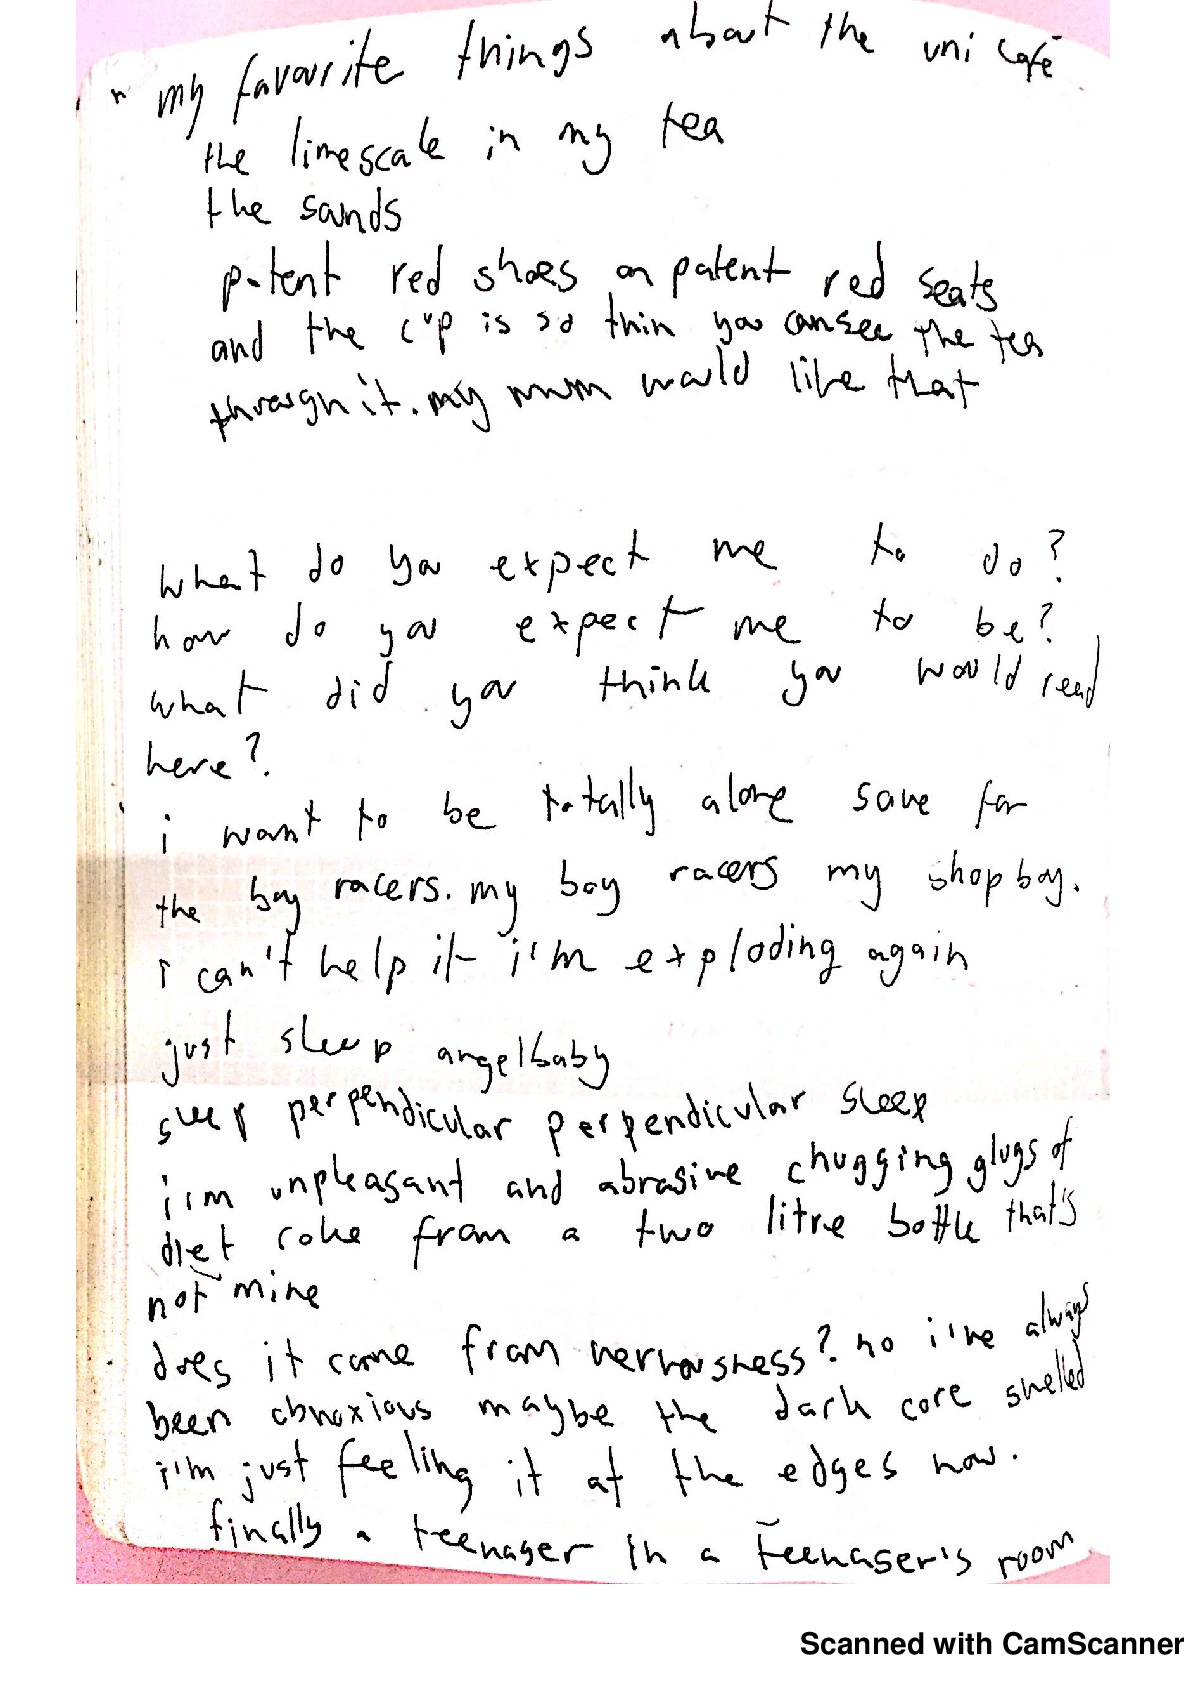 my favourite things about the uni café
the limescale in my tea
the sands
patent red shoes on patent red seats
and the cup is so thin you can see the tea
through it. my mum would like that
what do you expect me to do?
how do you expect me to be?
what did you think you would read
here?
i want to be totally alone save for
the boy racers. my boy racers my shop boy.
i can't help it i'm exploding again
just sleep angelbaby
sleep perpendicular perpendicular sleep
i'm unpleasant and abrasive chugging glugs of
diet coke from a two litre bottle that's
not mine
does it come from nervousness? no i've always
been obnoxious maybe the dark core swelled
i'm just feeling it at the edges now.
finally a teenager in a teenager's room
Scanned with CamScanner